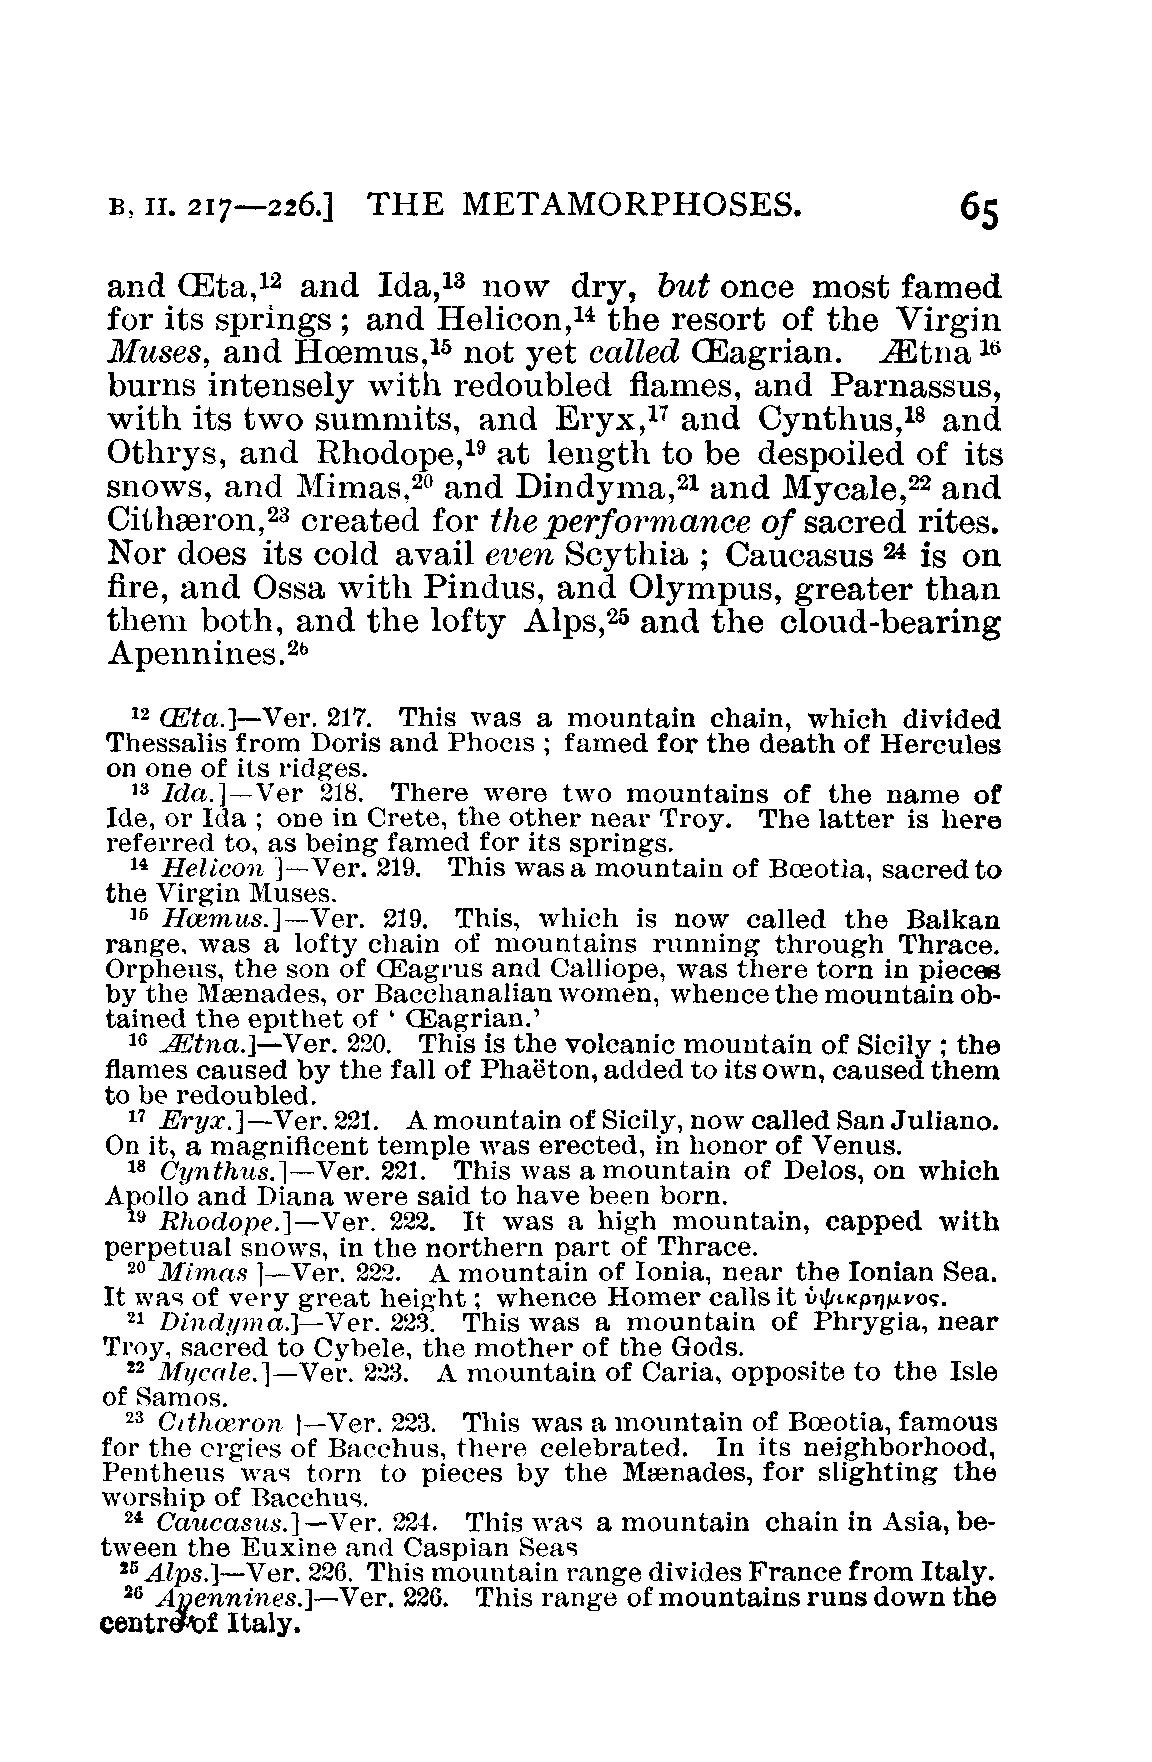 B. II. 217—226.] THE METAMORPHOSES. 65
and Œta,¹² and Ida,¹³ now dry, but once most famed
for its springs ; and Helicon,¹⁴ the resort of the Virgin
Muses, and Hœmus,¹⁵ not yet called Œagrian. Ætna ¹⁶
burns intensely with redoubled flames, and Parnassus,
with its two summits, and Eryx,¹⁷ and Cynthus,¹⁸ and
Othrys, and Rhodope,¹⁹ at length to be despoiled of its
snows, and Mimas,²⁰ and Dindyma,²¹ and Mycale,²² and
Cithæron,²³ created for the performance of sacred rites.
Nor does its cold avail even Scythia ; Caucasus ²⁴ is on
fire, and Ossa with Pindus, and Olympus, greater than
them both, and the lofty Alps,²⁵ and the cloud-bearing
Apennines.²⁶
¹² Œta.]—Ver. 217. This was a mountain chain, which divided
Thessalis from Doris and Phocis ; famed for the death of Hercules
on one of its ridges.
¹³ Ida.]—Ver 218. There were two mountains of the name of
Ide, or Ida ; one in Crete, the other near Troy. The latter is here
referred to, as being famed for its springs.
¹⁴ Helicon ]—Ver. 219. This was a mountain of Bœotia, sacred to
the Virgin Muses.
¹⁵ Hœmus.]—Ver. 219. This, which is now called the Balkan
range, was a lofty chain of mountains running through Thrace.
Orpheus, the son of Œagrus and Calliope, was there torn in pieces
by the Mænades, or Bacchanalian women, whence the mountain ob-
tained the epithet of ‘ Œagrian.’
¹⁶ Ætna.]—Ver. 220. This is the volcanic mountain of Sicily ; the
flames caused by the fall of Phaëton, added to its own, caused them
to be redoubled.
¹⁷ Eryx.]—Ver. 221. A mountain of Sicily, now called San Juliano.
On it, a magnificent temple was erected, in honor of Venus.
¹⁸ Cynthus.]—Ver. 221. This was a mountain of Delos, on which
Apollo and Diana were said to have been born.
¹⁹ Rhodope.]—Ver. 222. It was a high mountain, capped with
perpetual snows, in the northern part of Thrace.
²⁰ Mimas ]—Ver. 222. A mountain of Ionia, near the Ionian Sea.
It was of very great height ; whence Homer calls it ὑψικρημνος.
²¹ Dindyma.]—Ver. 223. This was a mountain of Phrygia, near
Troy, sacred to Cybele, the mother of the Gods.
²² Mycale.]—Ver. 223. A mountain of Caria, opposite to the Isle
of Samos.
²³ Cithæron ]—Ver. 223. This was a mountain of Bœotia, famous
for the orgies of Bacchus, there celebrated. In its neighborhood,
Pentheus was torn to pieces by the Mænades, for slighting the
worship of Bacchus.
²⁴ Caucasus.]—Ver. 224. This was a mountain chain in Asia, be-
tween the Euxine and Caspian Seas
²⁵ Alps.]—Ver. 226. This mountain range divides France from Italy.
²⁶ Apennines.]—Ver. 226. This range of mountains runs down the
centre of Italy.